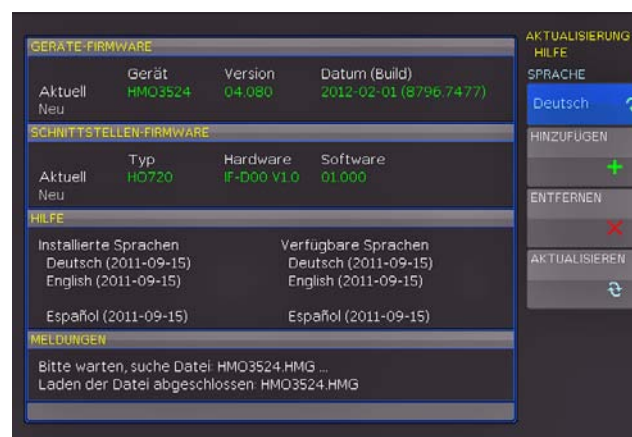 GERÄTE-FIRMWARE
Gerät Version Datum (Build)
Aktuell HMO3524 04.080 2012-02-01 (8796.7477)
Neu
SCHNITTSTELLEN-FIRMWARE
Typ Hardware Software
Aktuell HO720 IF-D00 V1.0 01.000
Neu
HILFE
Installierte Sprachen Verfügbare Sprachen
Deutsch (2011-09-15) Deutsch (2011-09-15)
English (2011-09-15) English (2011-09-15)
Español (2011-09-15) Español (2011-09-15)
MELDUNGEN
Bitte warten, suche Datei: HMO3524.HMG ...
Laden der Datei abgeschlossen: HMO3524.HMG
AKTUALISIERUNG
HILFE
SPRACHE
Deutsch
HINZUFÜGEN
ENTFERNEN
AKTUALISIEREN